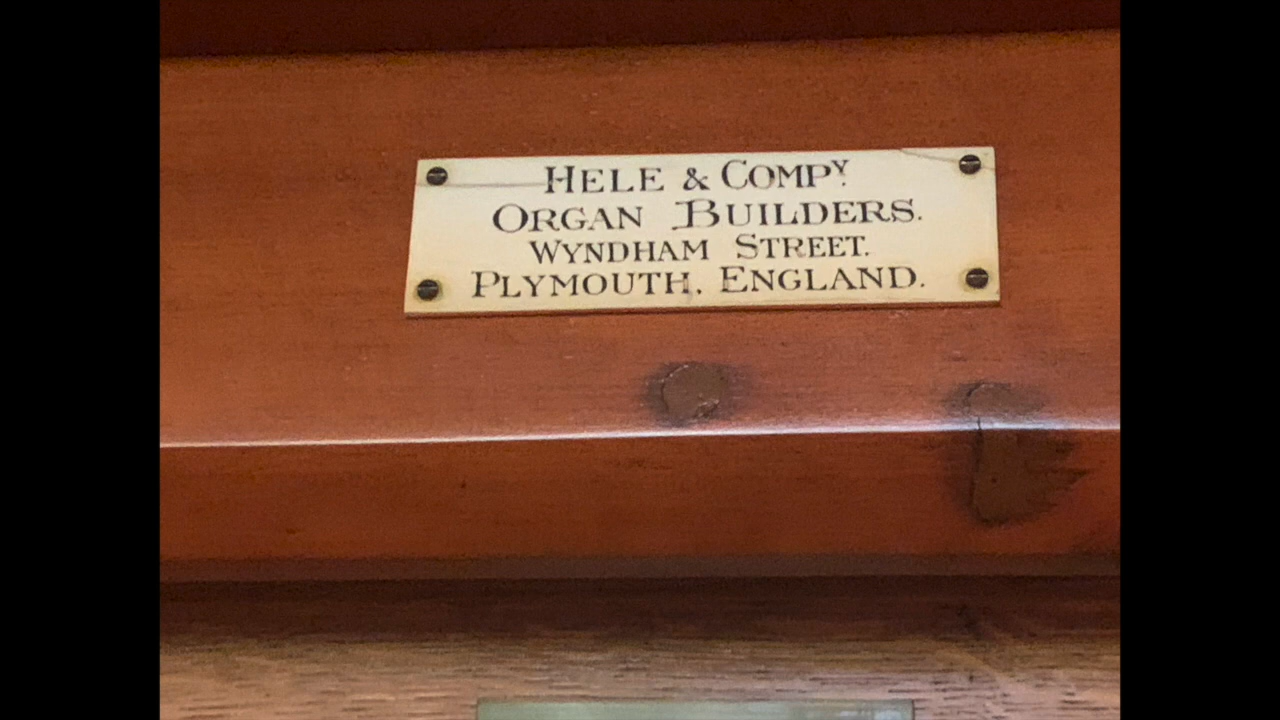 HELE & COMPY.
ORGAN BUILDERS.
WYNDHAM STREET.
PLYMOUTH, ENGLAND.